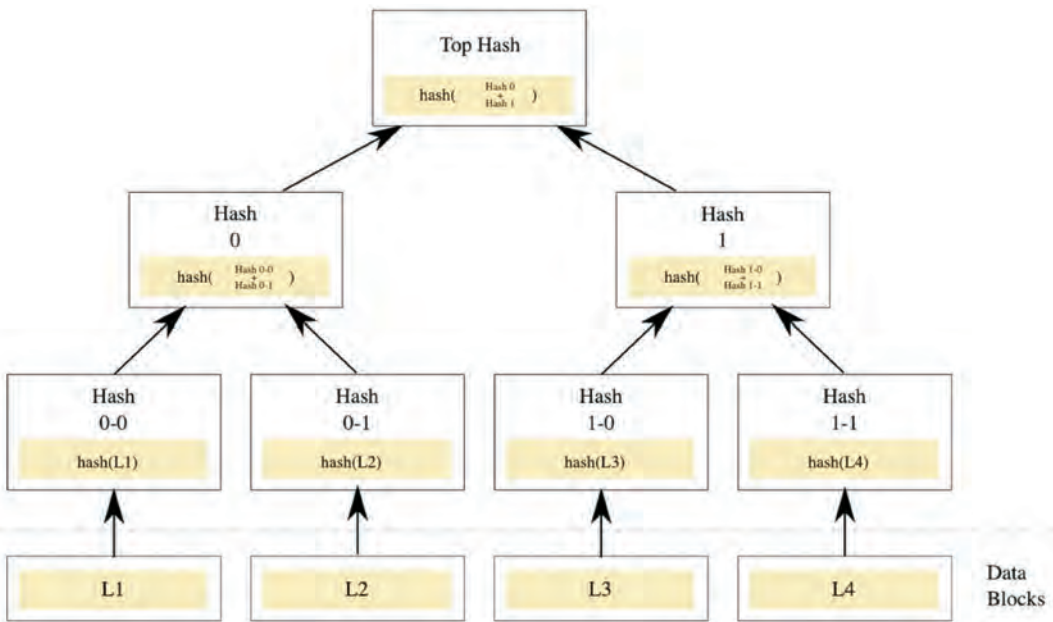 Top Hash
Hash 0
hash( + )
Hash 1
Hash
0
Hash 0-0
hash( + )
Hash 0-1
Hash
1
Hash 1-0
hash( + )
Hash 1-1
Hash
0-0
hash(L1)
Hash
0-1
hash(L2)
Hash
1-0
hash(L3)
Hash
1-1
hash(L4)
L1
L2
L3
L4
Data
Blocks